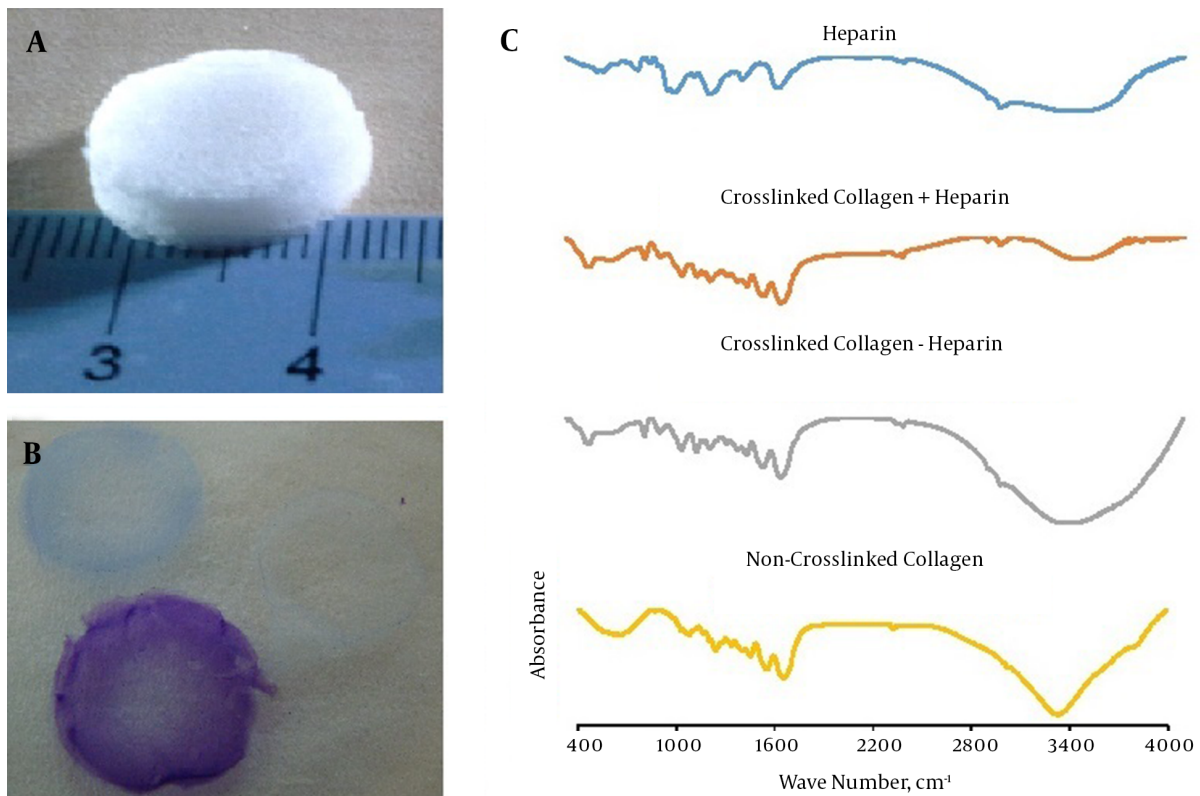 A
3 4
B
C
Heparin
Crosslinked Collagen + Heparin
Crosslinked Collagen - Heparin
Non-Crosslinked Collagen
Absorbance
400 1000 1600 2200 2800 3400 4000
Wave Number, cm⁻¹